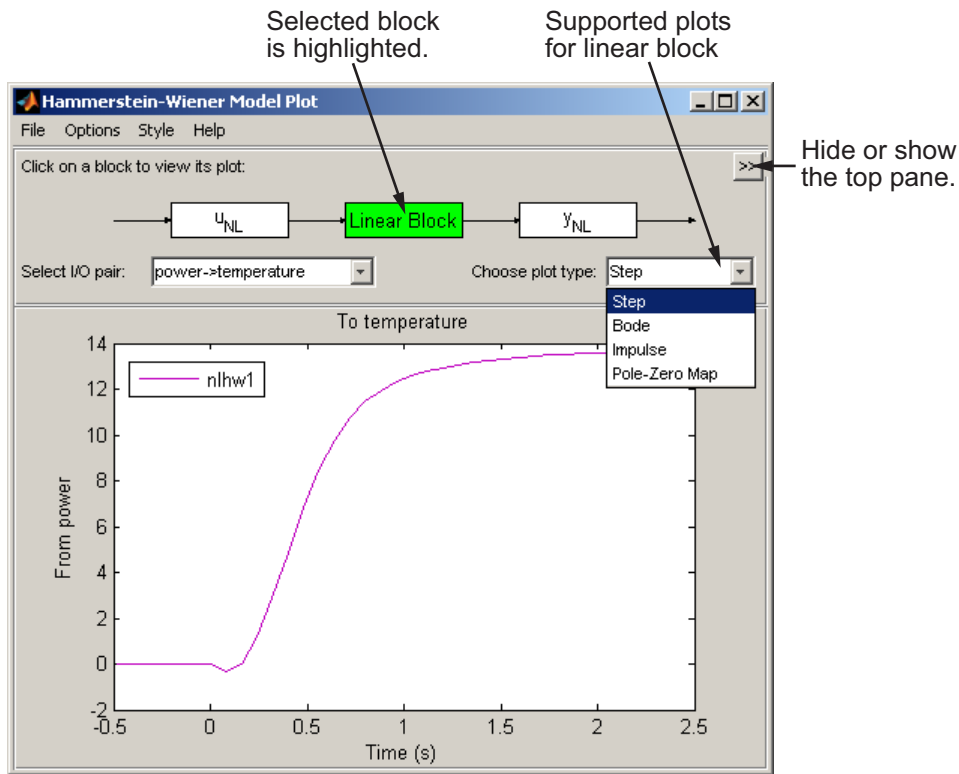 Selected block
is highlighted.
Supported plots
for linear block
Hammerstein-Wiener Model Plot
File Options Style Help
Click on a block to view its plot:
>>
Hide or show
the top pane.
uNL
Linear Block
yNL
Select I/O pair: power->temperature
Choose plot type: Step
Step
Bode
Impulse
Pole-Zero Map
To temperature
nlhw1
14
12
10
8
6
4
2
0
-2
From power
-0.5 0 0.5 1 1.5 2 2.5
Time (s)